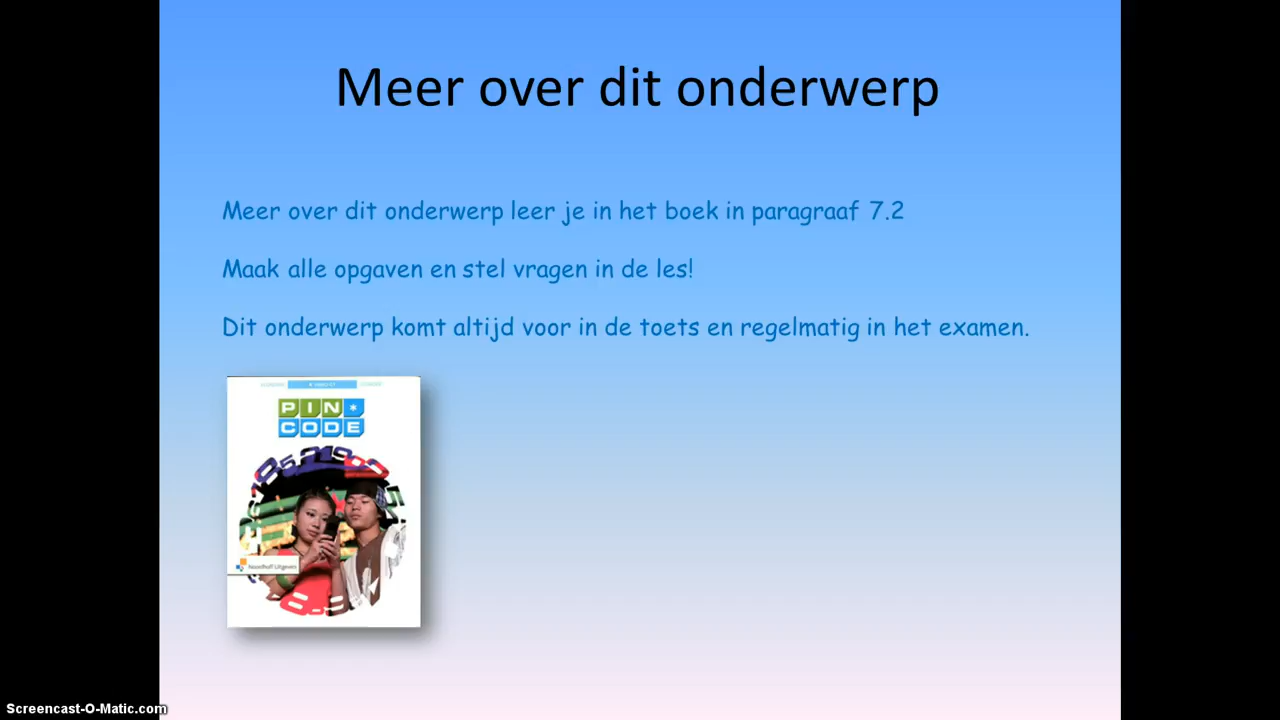 Meer over dit onderwerp
Meer over dit onderwerp leer je in het boek in paragraaf 7.2
Maak alle opgaven en stel vragen in de les!
Dit onderwerp komt altijd voor in de toets en regelmatig in het examen.
PIN*
CODE
Noordhoff Uitgevers
Screencast-O-Matic.com